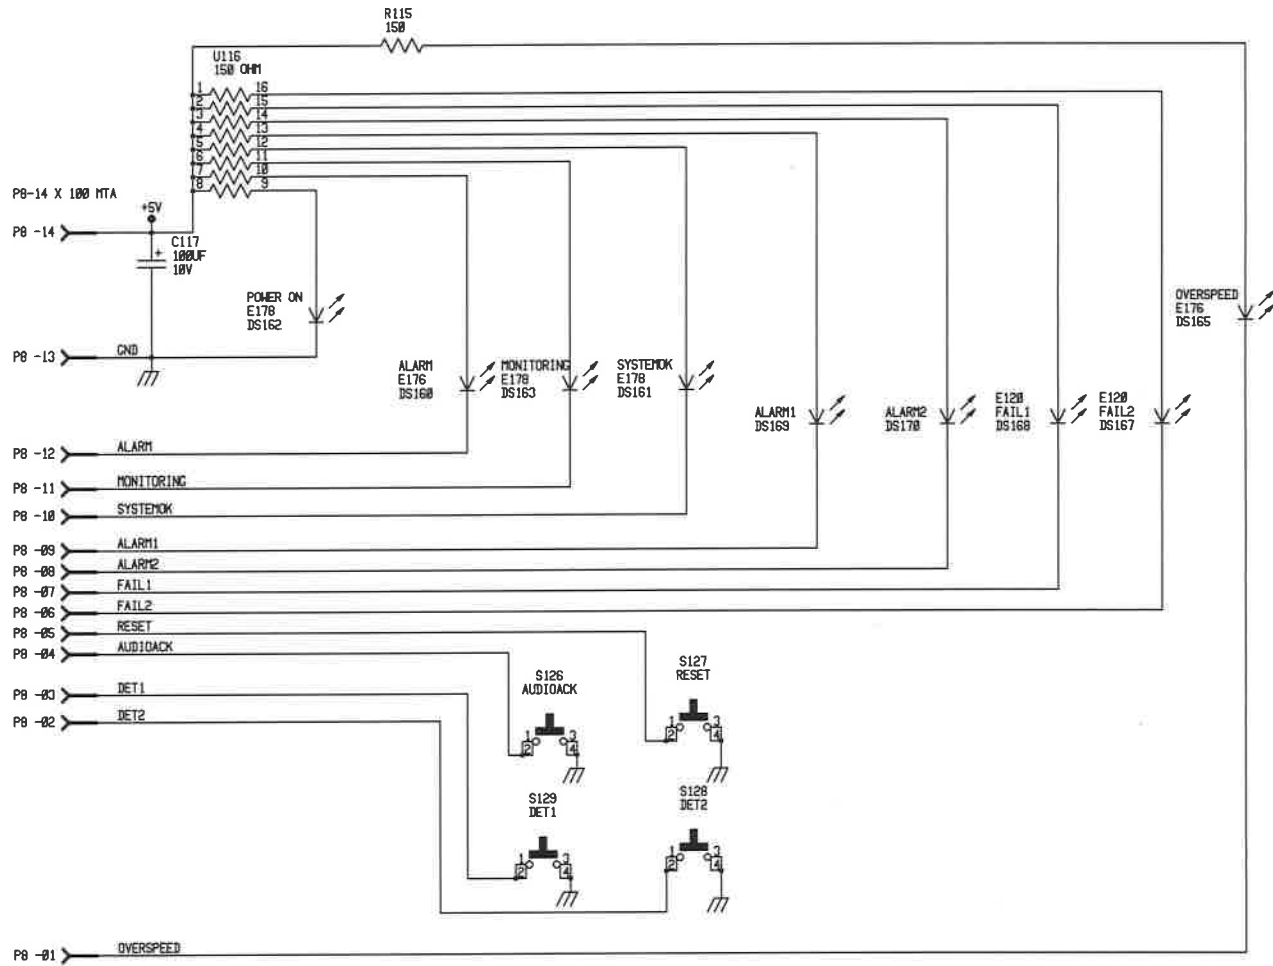 R115
150
U116
150 OHM
1 16
2 15
3 14
4 13
5 12
6 11
7 10
8 9
P8-14 X 100 MTA
+5V
P8 -14
C117
+
100UF
10V
POWER ON
E178
DS162
OVERSPEED
E176
DS165
P8 -13 GND
ALARM
E176
DS160
MONITORING
E178
DS163
SYSTEMOK
E178
DS161
ALARM1
DS169
ALARM2
DS170
E120
FAIL1
DS168
E120
FAIL2
DS167
P8 -12 ALARM
P8 -11 MONITORING
P8 -10 SYSTEMOK
P8 -09 ALARM1
P8 -08 ALARM2
P8 -07 FAIL1
P8 -06 FAIL2
P8 -05 RESET
P8 -04 AUDIOACK
P8 -03 DET1
P8 -02 DET2
S126
AUDIOACK
1 3
2 4
S127
RESET
1 3
2 4
S129
DET1
1 3
2 4
S128
DET2
1 3
2 4
P8 -01 OVERSPEED